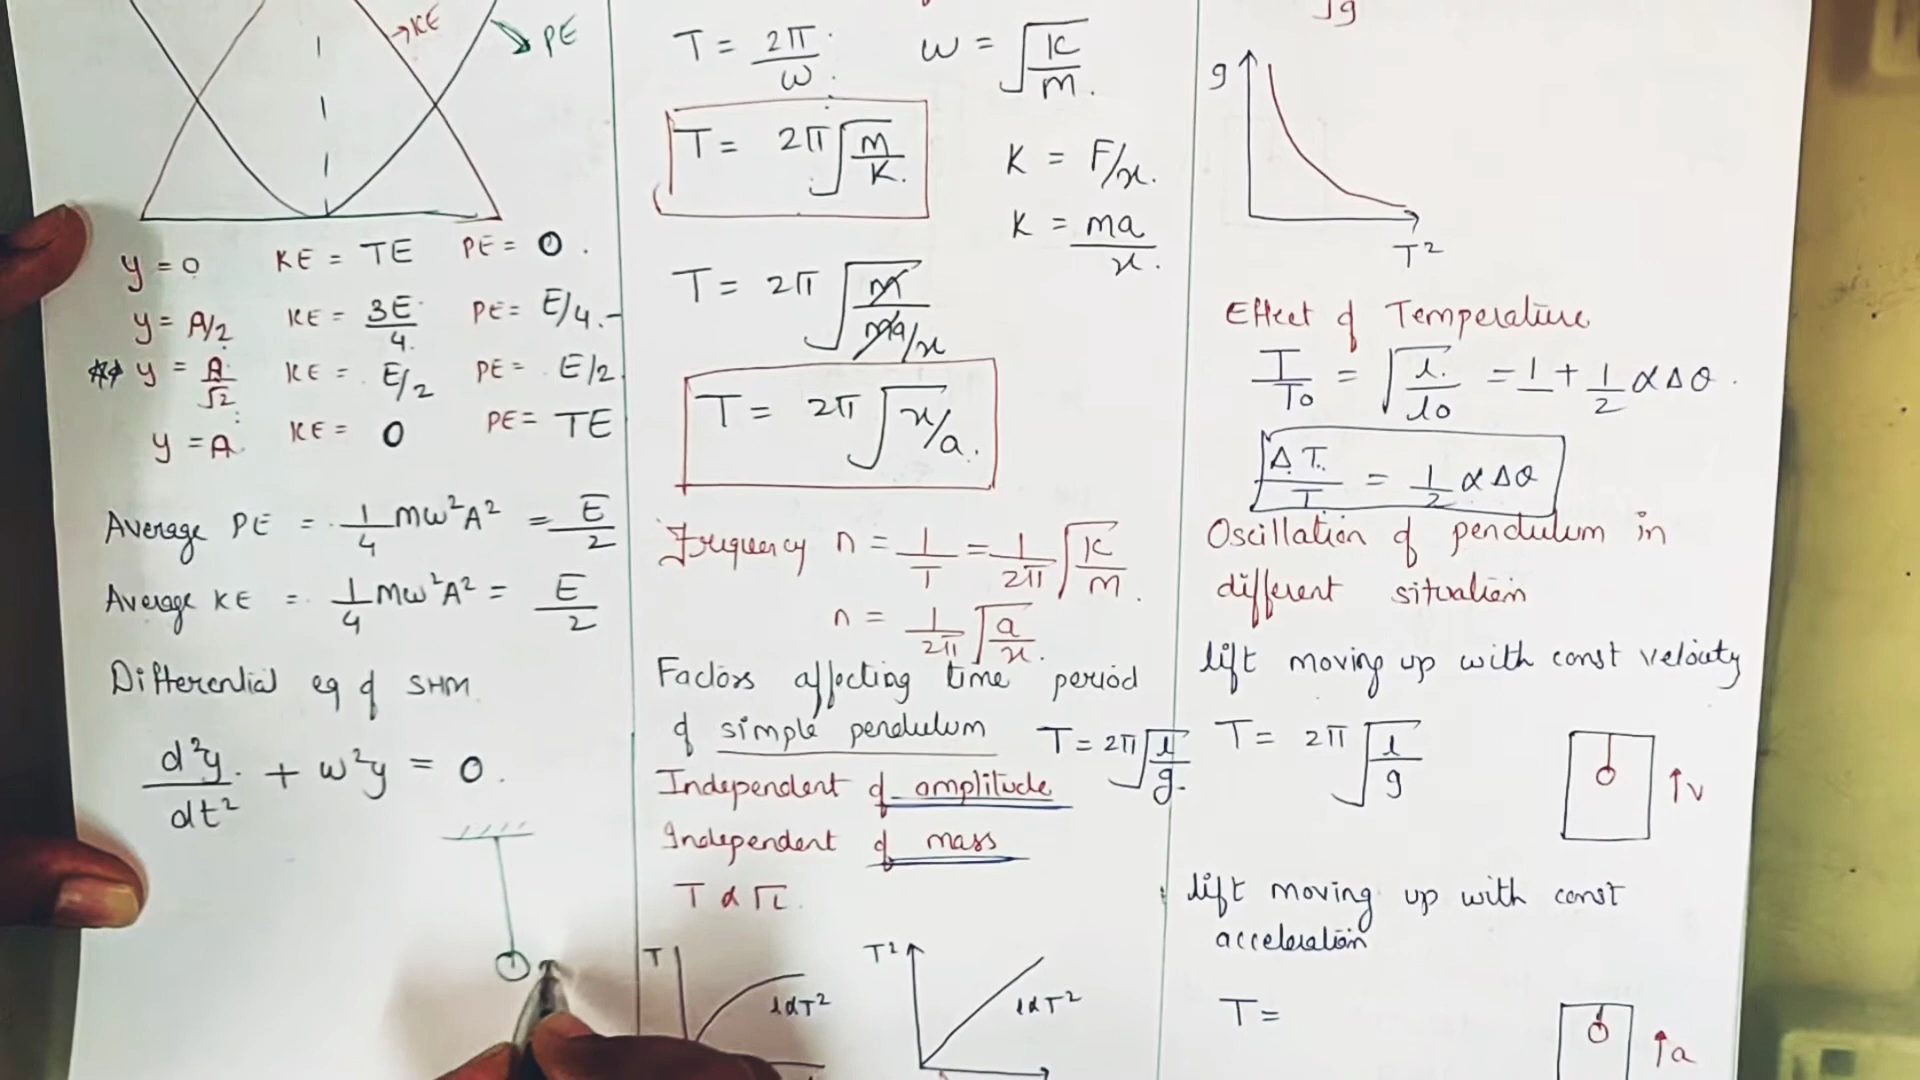 KE
PE
y = 0 KE = TE PE = 0.
y = A/2 KE = 3E/4. PE = E/4.
y = A/√2 KE = E/2 PE = E/2.
y = A. KE = 0 PE = TE
Average PE = 1/4 mω²A² = E/2
Average KE = 1/4 mω²A² = E/2
Differential eq of SHM.
d²y/dt² + ω²y = 0.
T = 2π/ω. ω = √K/m.
T = 2π√m/K.
K = F/x.
K = ma/x.
T = 2π√m/ma/x
T = 2π√x/a.
Frequency n = 1/T = 1/2π √K/m.
n = 1/2π √a/x.
Factors affecting time period
of simple pendulum T = 2π√l/g.
Independent of amplitude
Independent of mass
T α √l.
T
lαT²
T²
lαT²
√g
g
T²
Effect of Temperature
T/T0 = √l/l0 = 1 + 1/2 αΔθ.
ΔT/T = 1/2 αΔθ
Oscillation of pendulum in
different situation
lift moving up with const velocity
T = 2π√l/g
↑v
lift moving up with const
acceleration
T =
↑a